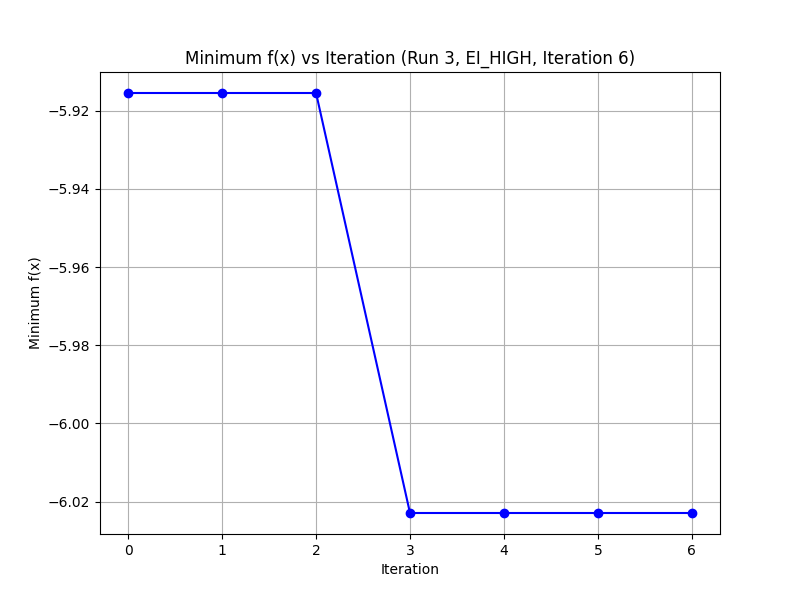 Minimum f(x) vs Iteration (Run 3, EI_HIGH, Iteration 6)
−5.92
−5.94
−5.96
−5.98
−6.00
−6.02
Minimum f(x)
0 1 2 3 4 5 6
Iteration